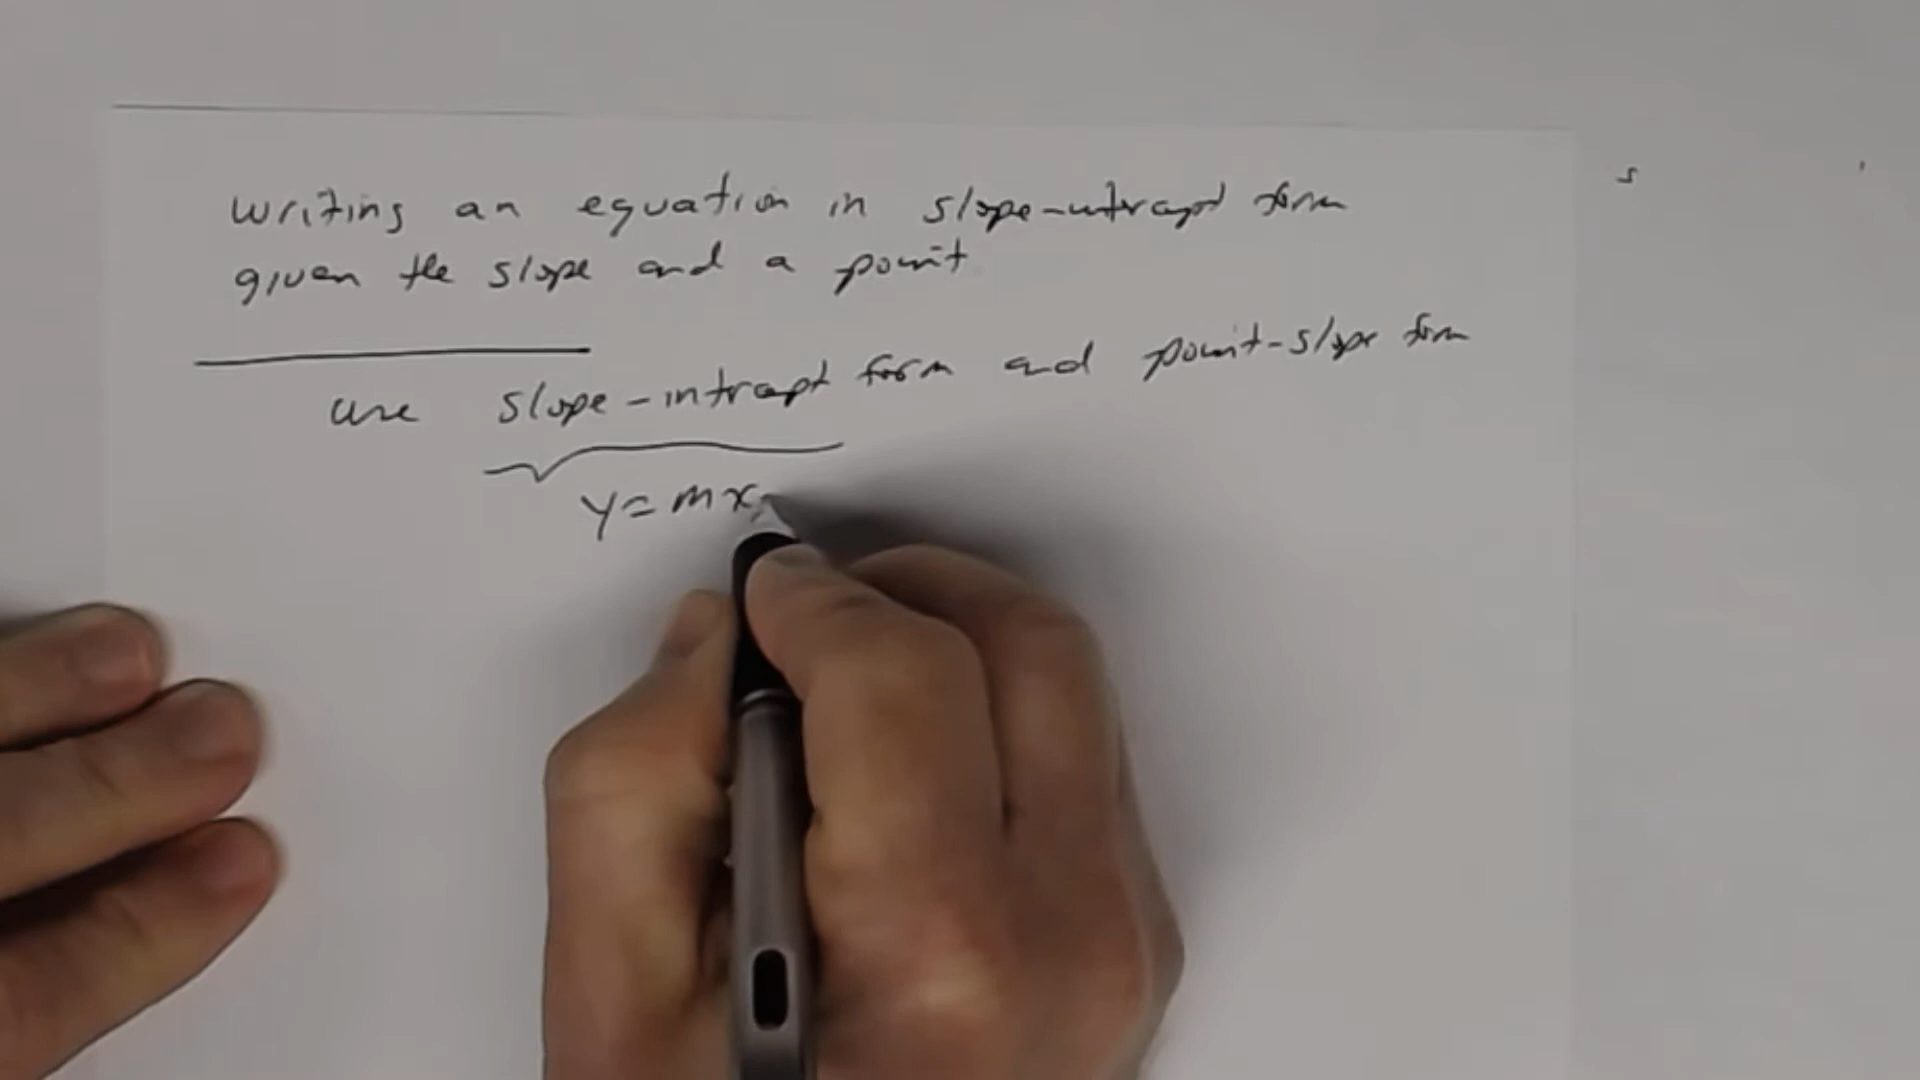 writing an equation in slope-intercept form
given the slope and a point
use slope-intercept form and point-slope form
y = mx